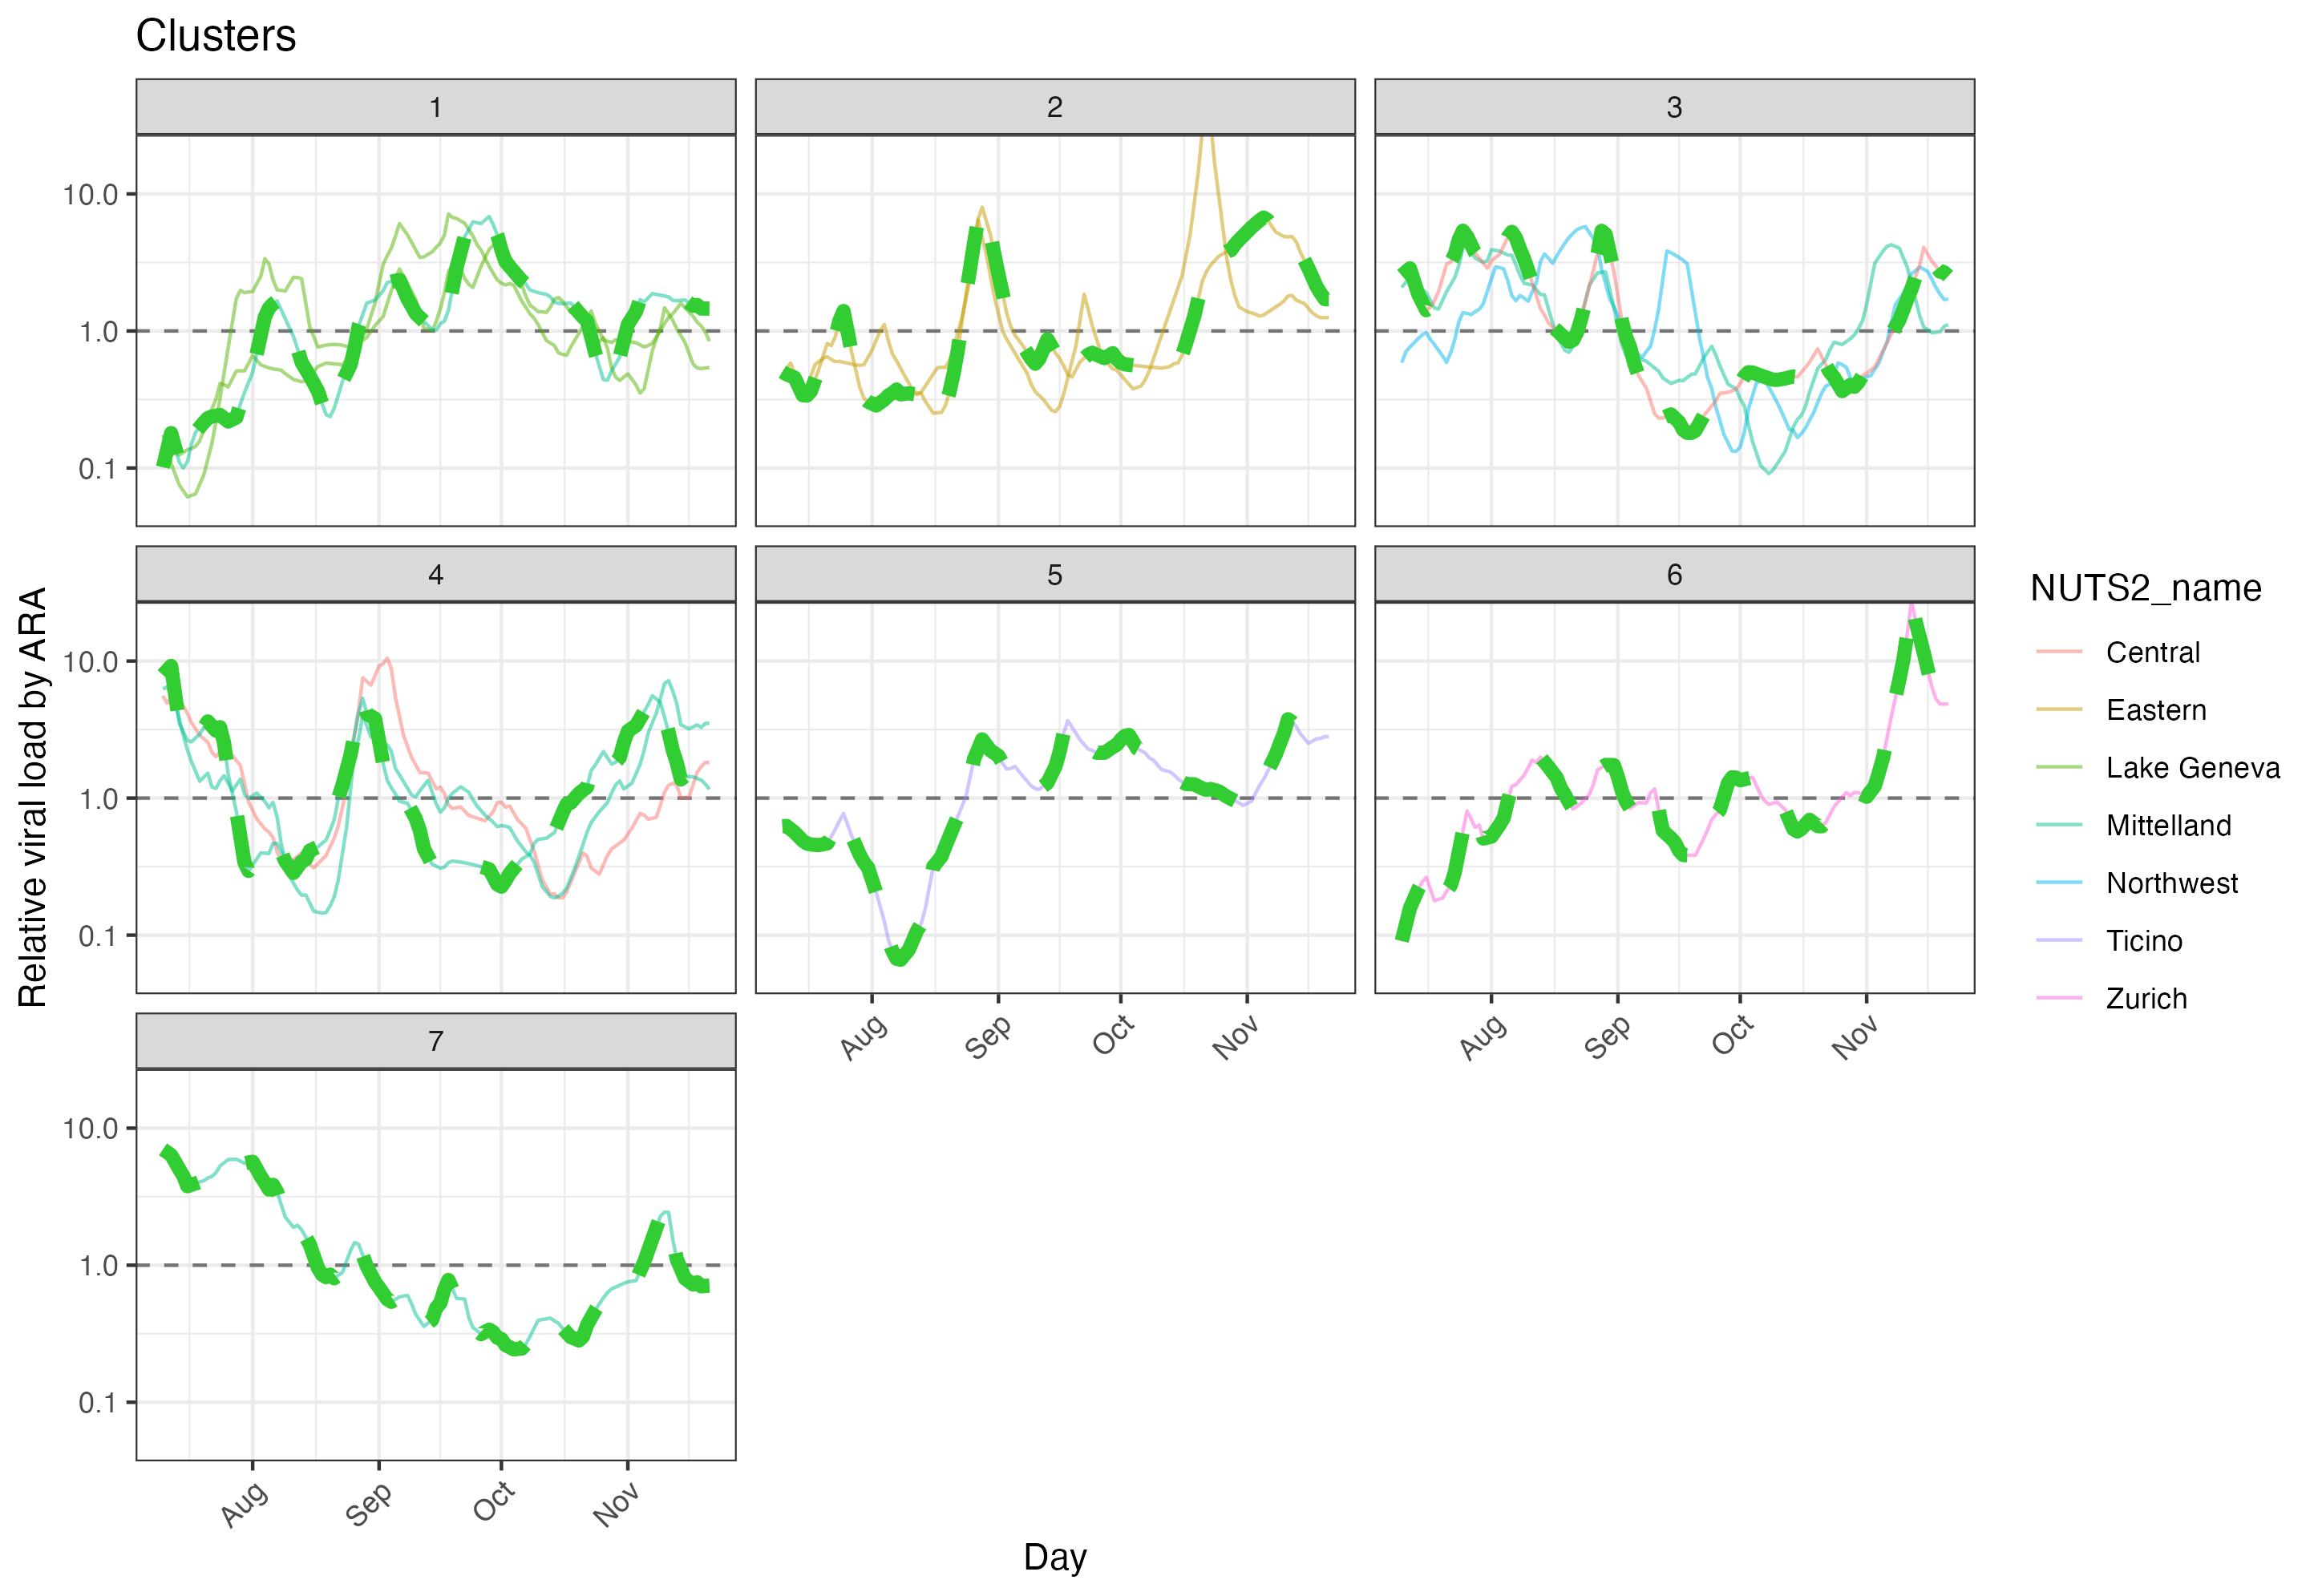 Clusters
1
2
3
10.0
1.0
0.1
4
5
6
10.0
1.0
0.1
Aug
Sep
Oct
Nov
Aug
Sep
Oct
Nov
7
10.0
1.0
0.1
Aug
Sep
Oct
Nov
Relative viral load by ARA
Day
NUTS2_name
Central
Eastern
Lake Geneva
Mittelland
Northwest
Ticino
Zurich